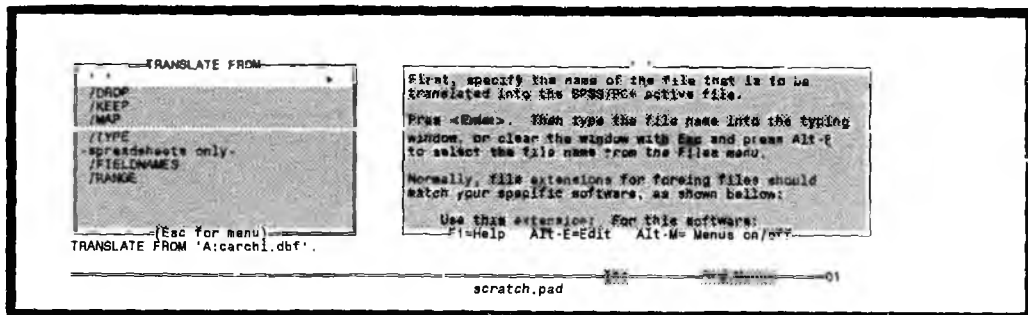 TRANSLATE FROM
/DROP
/KEEP
/MAP
/TYPE
-spreadsheets only-
/FIELDNAMES
/RANGE
(Esc for menu)
First, specify the name of the file that is to be
translated into the SPSS/PC+ active file.
Press <Enter>. Then type the file name into the typing
window, or clear the window with Esc and press Alt-E
to select the file name from the Files menu.
Normally, file extensions for foreing files should
match your spacific software, as shown bellow:
Use this extension: For this software:
F1=Help Alt-E=Edit Alt-M= Menus on/off
TRANSLATE FROM 'A:carchi.dbf'.
01
scratch.pad